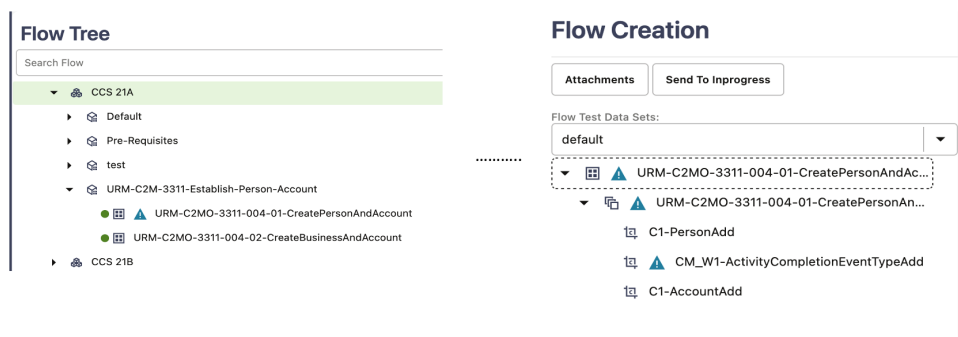 Flow Tree
Search Flow
CCS 21A
Default
Pre-Requisites
test
URM-C2M-3311-Establish-Person-Account
URM-C2MO-3311-004-01-CreatePersonAndAccount
URM-C2MO-3311-004-02-CreateBusinessAndAccount
CCS 21B
...........
Flow Creation
Attachments
Send To Inprogress
Flow Test Data Sets:
default
URM-C2MO-3311-004-01-CreatePersonAndAc...
URM-C2MO-3311-004-01-CreatePersonAn...
C1-PersonAdd
CM_W1-ActivityCompletionEventTypeAdd
C1-AccountAdd